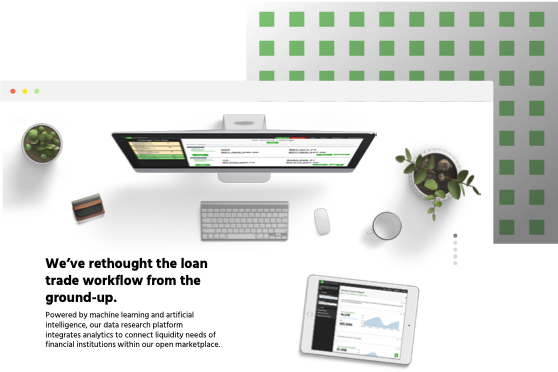 We've rethought the loan
trade workflow from the
ground-up.
Powered by machine learning and artificial
intelligence, our data research platform
integrates analytics to connect liquidity needs of
financial institutions within our open marketplace.